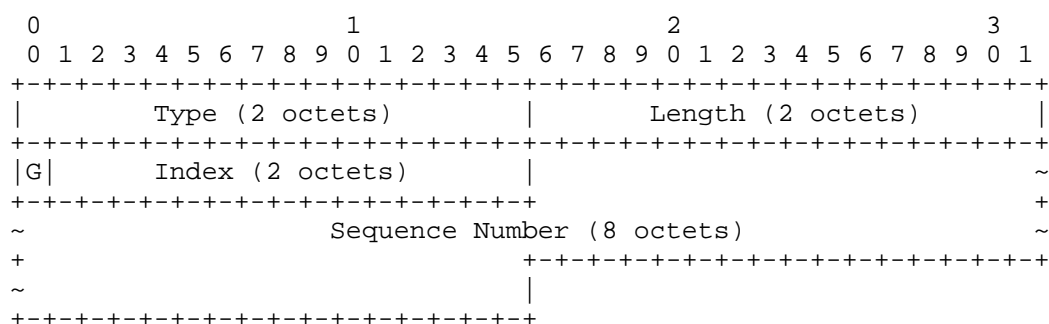 0                   1                   2                   3
 0 1 2 3 4 5 6 7 8 9 0 1 2 3 4 5 6 7 8 9 0 1 2 3 4 5 6 7 8 9 0 1
+-+-+-+-+-+-+-+-+-+-+-+-+-+-+-+-+-+-+-+-+-+-+-+-+-+-+-+-+-+-+-+-+
|        Type (2 octets)        |       Length (2 octets)       |
+-+-+-+-+-+-+-+-+-+-+-+-+-+-+-+-+-+-+-+-+-+-+-+-+-+-+-+-+-+-+-+-+
|G|      Index (2 octets)       |                               ~
+-+-+-+-+-+-+-+-+-+-+-+-+-+-+-+-+                               +
~                   Sequence Number (8 octets)                  ~
+                               +-+-+-+-+-+-+-+-+-+-+-+-+-+-+-+-+
~                               |
+-+-+-+-+-+-+-+-+-+-+-+-+-+-+-+-+